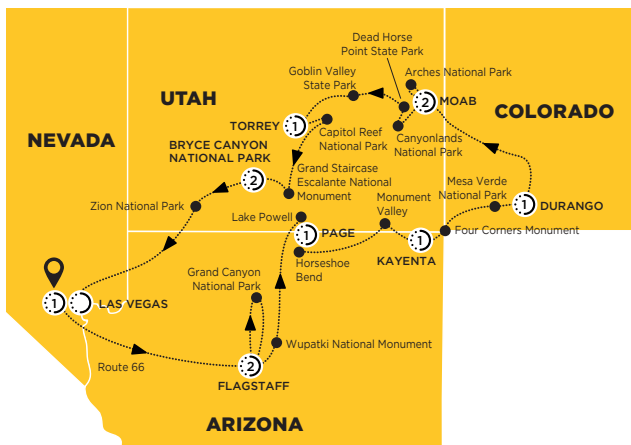 Dead Horse
Point State Park
Goblin Valley
State Park
Arches National Park
UTAH
2
MOAB
COLORADO
TORREY
1
Capitol Reef
National Park
Canyonlands
National Park
NEVADA
BRYCE CANYON
NATIONAL PARK
2
Grand Staircase
Escalante National
Monument
Mesa Verde
National Park
1
DURANGO
Zion National Park
Lake Powell
Monument
Valley
1
PAGE
Four Corners Monument
1
KAYENTA
Horseshoe
Bend
Grand Canyon
National Park
1
LAS VEGAS
Wupatki National Monument
Route 66
2
FLAGSTAFF
ARIZONA